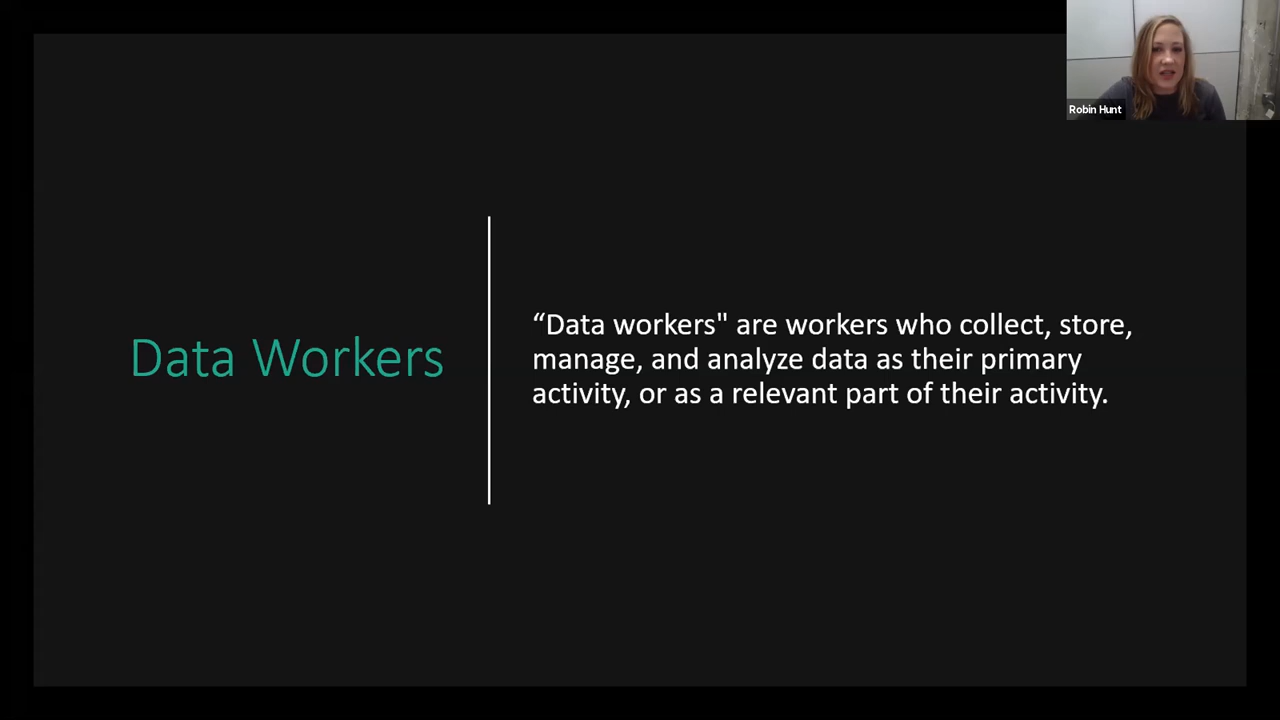 Robin Hunt
Data Workers
“Data workers" are workers who collect, store,
manage, and analyze data as their primary
activity, or as a relevant part of their activity.